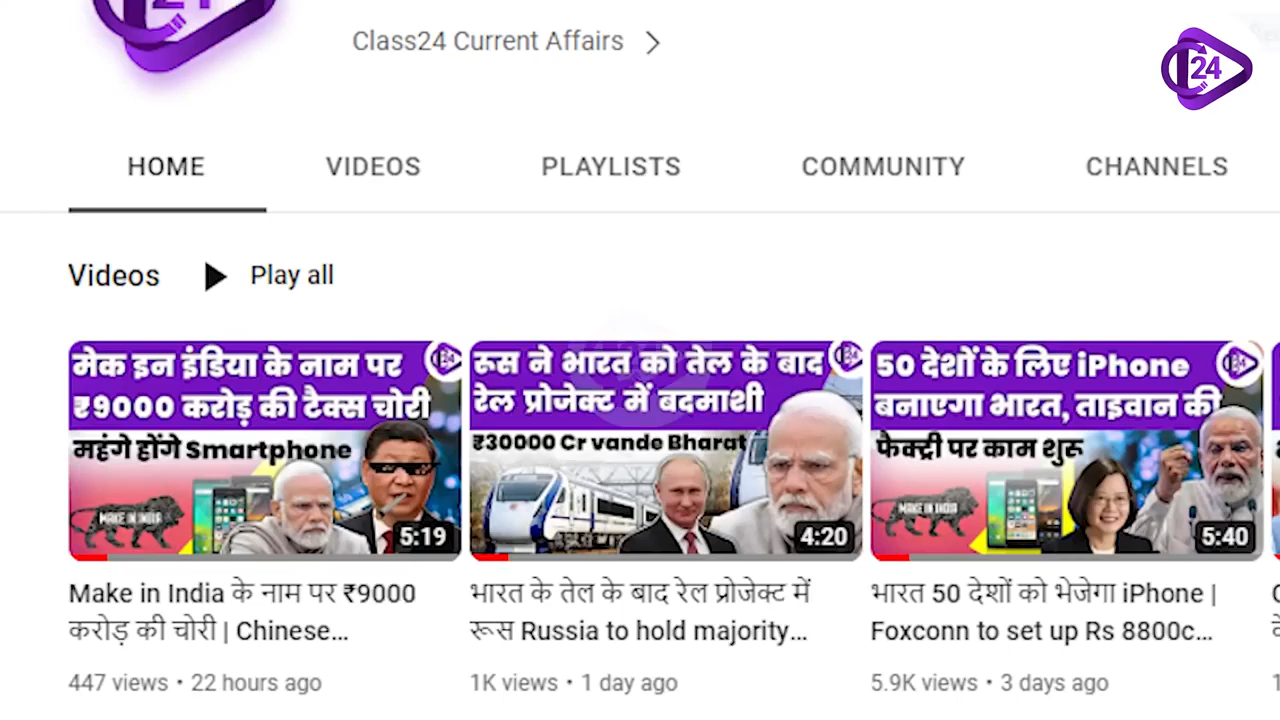 Class24 Current Affairs
24
HOME
VIDEOS
PLAYLISTS
COMMUNITY
CHANNELS
Videos
Play all
मेक इन इंडिया के नाम पर
₹9000 करोड़ की टैक्स चोरी
महंगे होंगे Smartphone
MAKE IN INDIA
5:19
रूस ने भारत को तेल के बाद
रेल प्रोजेक्ट में बदमाशी
₹30000 Cr vande Bharat
4:20
50 देशों के लिए iPhone
बनाएगा भारत, ताइवान की
फैक्ट्री पर काम शुरू
MAKE IN INDIA
5:40
Make in India के नाम पर ₹9000
करोड़ की चोरी | Chinese...
447 views • 22 hours ago
भारत के तेल के बाद रेल प्रोजेक्ट में
रूस Russia to hold majority...
1K views • 1 day ago
भारत 50 देशों को भेजेगा iPhone |
Foxconn to set up Rs 8800c...
5.9K views • 3 days ago